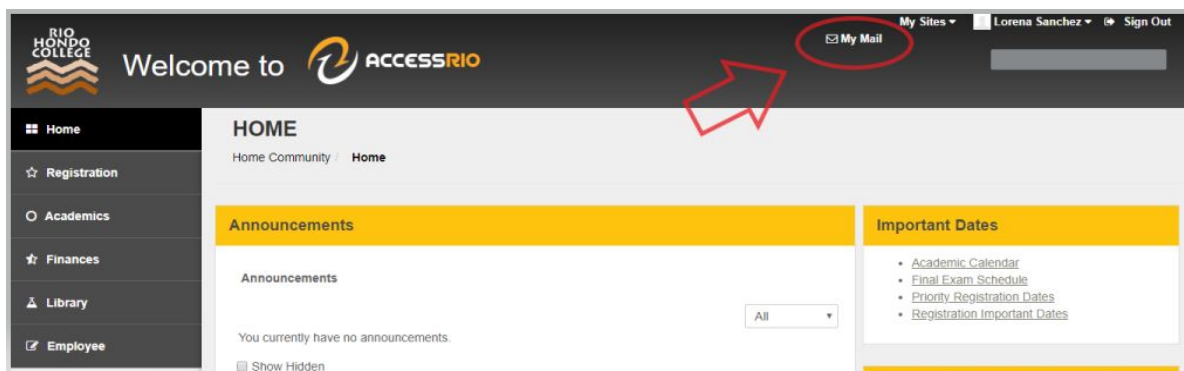 RIO
HONDO
COLLEGE
Welcome to ACCESSRIO
My Sites Lorena Sanchez Sign Out
My Mail
Home
Registration
Academics
Finances
Library
Employee
HOME
Home Community / Home
Announcements
Announcements
All
You currently have no announcements.
Show Hidden
Important Dates
Academic Calendar
Final Exam Schedule
Priority Registration Dates
Registration Important Dates